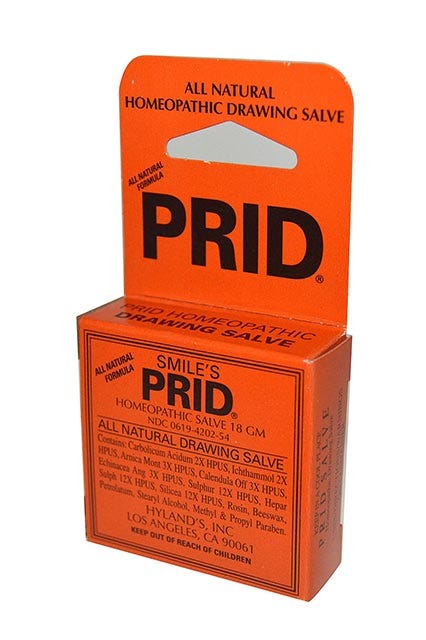 ALL NATURAL
HOMEOPATHIC DRAWING SALVE
ALL NATURAL
FORMULA
PRID®
PRID HOMEOPATHIC
DRAWING SALVE
ALL NATURAL
FORMULA
SMILE'S
PRID®
HOMEOPATHIC SALVE 18 GM
NDC 0619-4202-54
ALL NATURAL DRAWING SALVE
Contains: Carbolicum Acidum 2X HPUS, Ichthammol 2X
HPUS, Arnica Mont 3X HPUS, Calendula Off 3X HPUS,
Echinacea Ang 3X HPUS, Sulphur 12X HPUS, Hepar
Sulph 12X HPUS, Silicea 12X HPUS, Rosin, Beeswax,
Petrolatum, Stearyl Alcohol, Methyl & Propyl Paraben.
HYLAND'S, INC
LOS ANGELES, CA 90061
KEEP OUT OF REACH OF CHILDREN
PRID SALVE